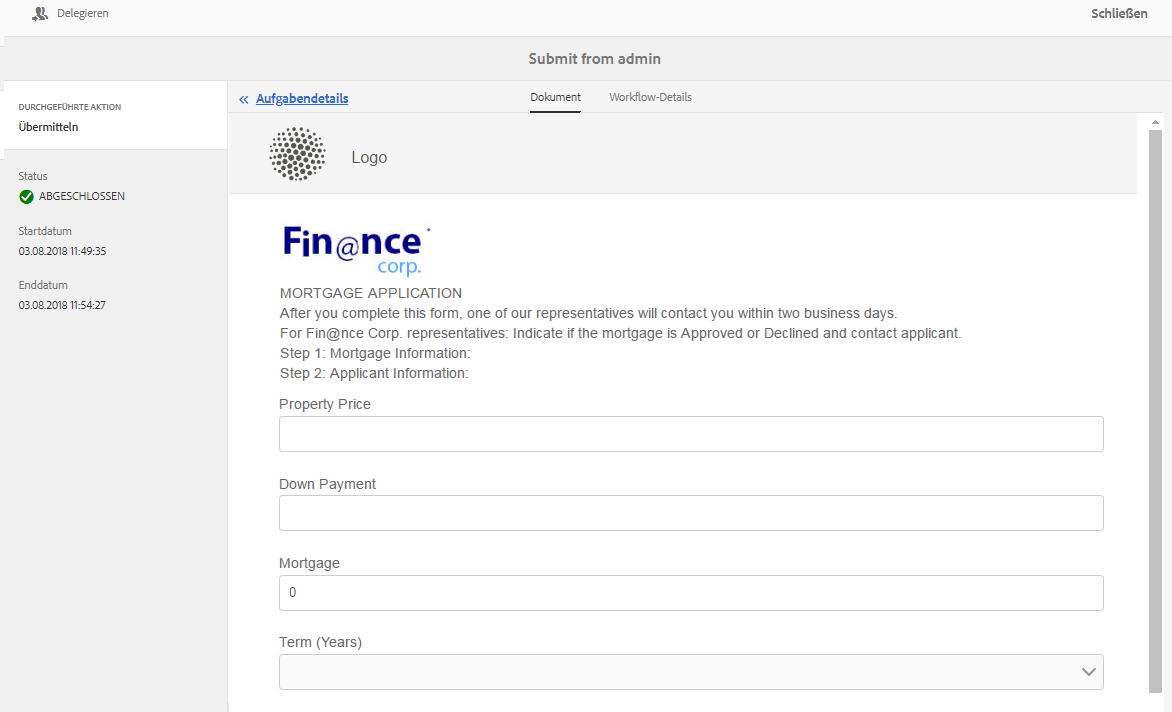 Delegieren
Schließen
Submit from admin
DURCHGEFÜHRTE AKTION
Übermitteln
Status
ABGESCHLOSSEN
Startdatum
03.08.2018 11:49:35
Enddatum
03.08.2018 11:54:27
« Aufgabendetails
Dokument
Workflow-Details
Logo
Fin@nce
corp.
MORTGAGE APPLICATION
After you complete this form, one of our representatives will contact you within two business days.
For Fin@nce Corp. representatives: Indicate if the mortgage is Approved or Declined and contact applicant.
Step 1: Mortgage Information:
Step 2: Applicant Information:
Property Price
Down Payment
Mortgage
0
Term (Years)